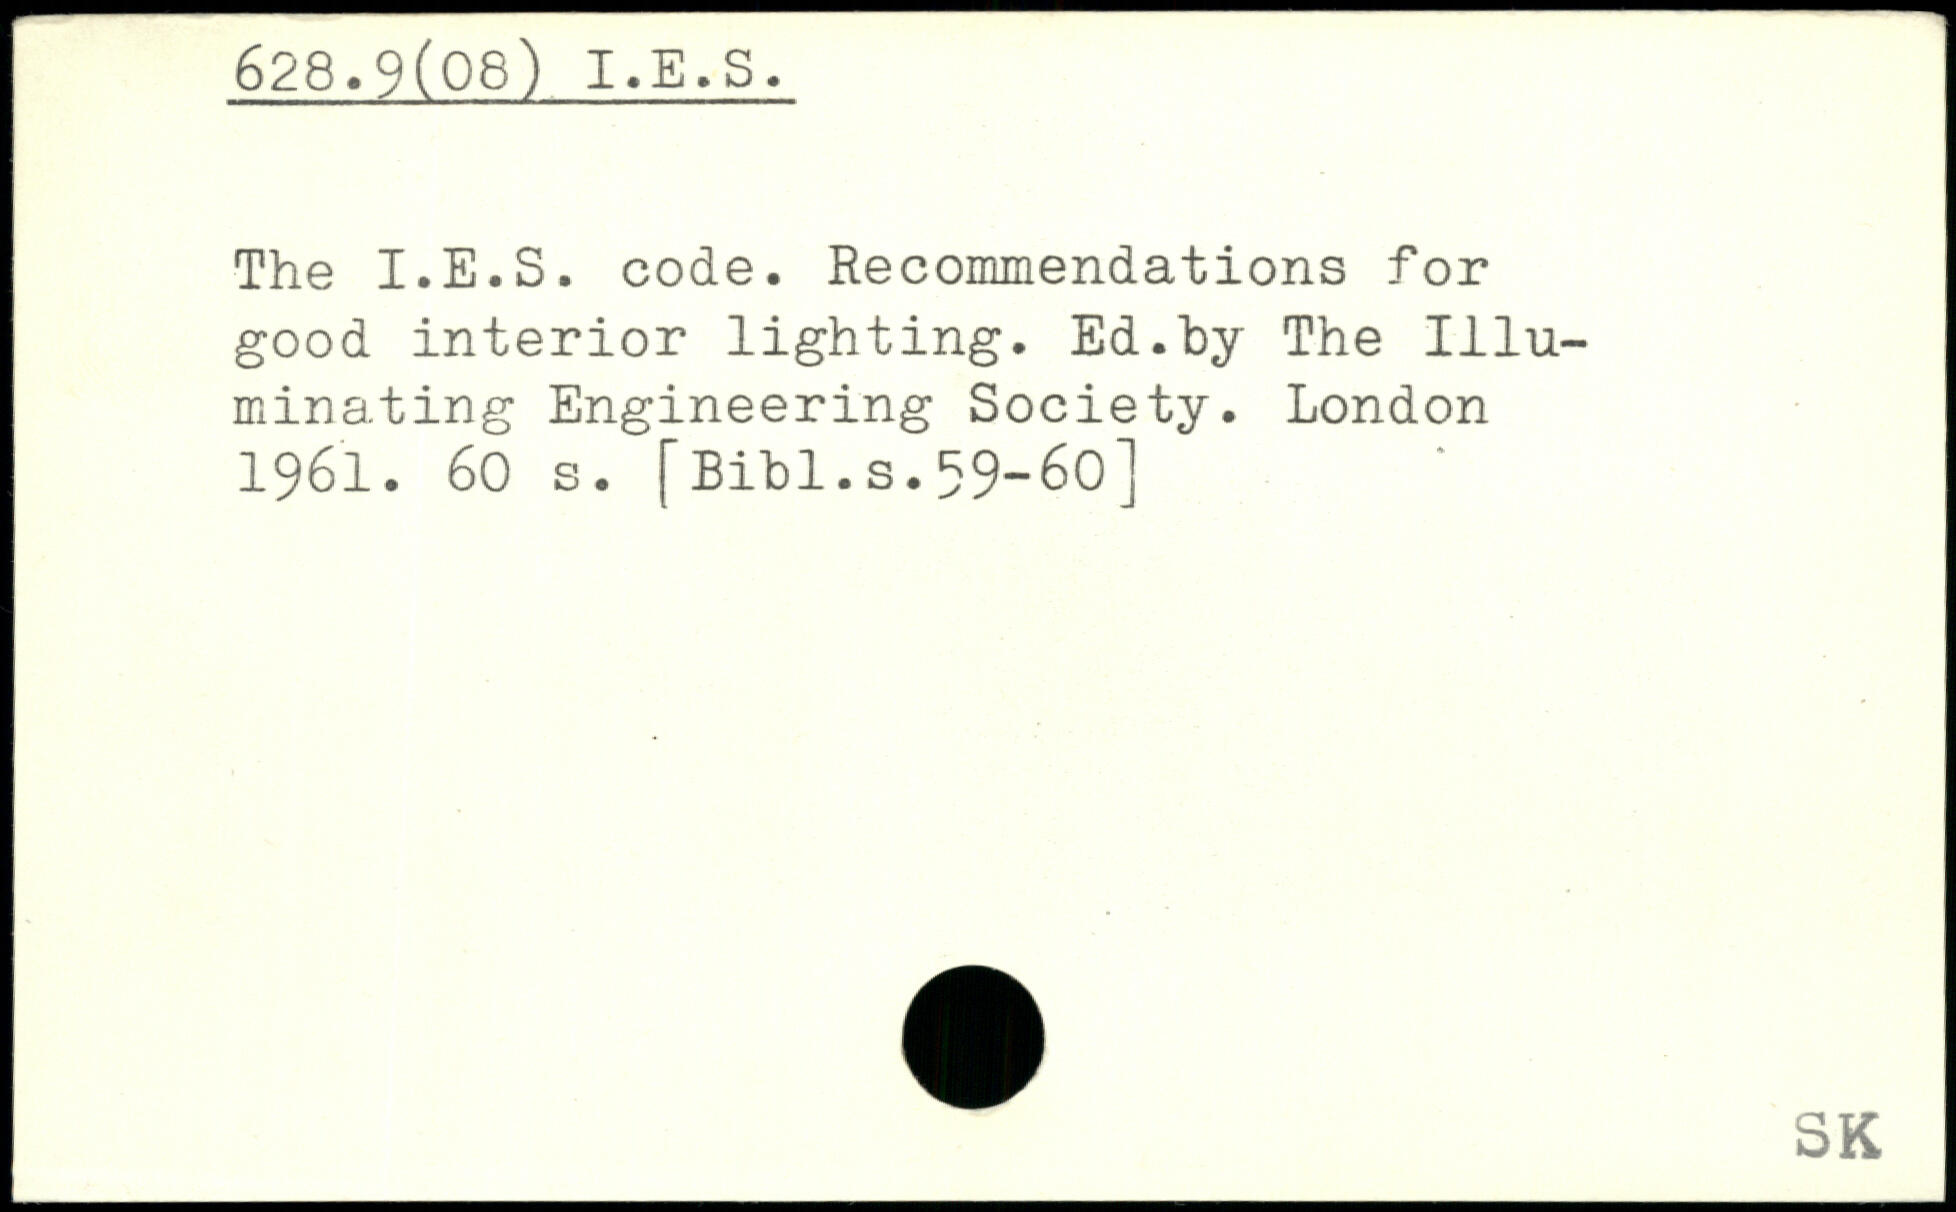 628.9(08) I.E.S.
The I.E.S. code. Recommendations for
good interior lighting. Ed.by The Illu-
minating Engineering Society. London
1961. 60 s. [Bibl.s.59-60]
SK